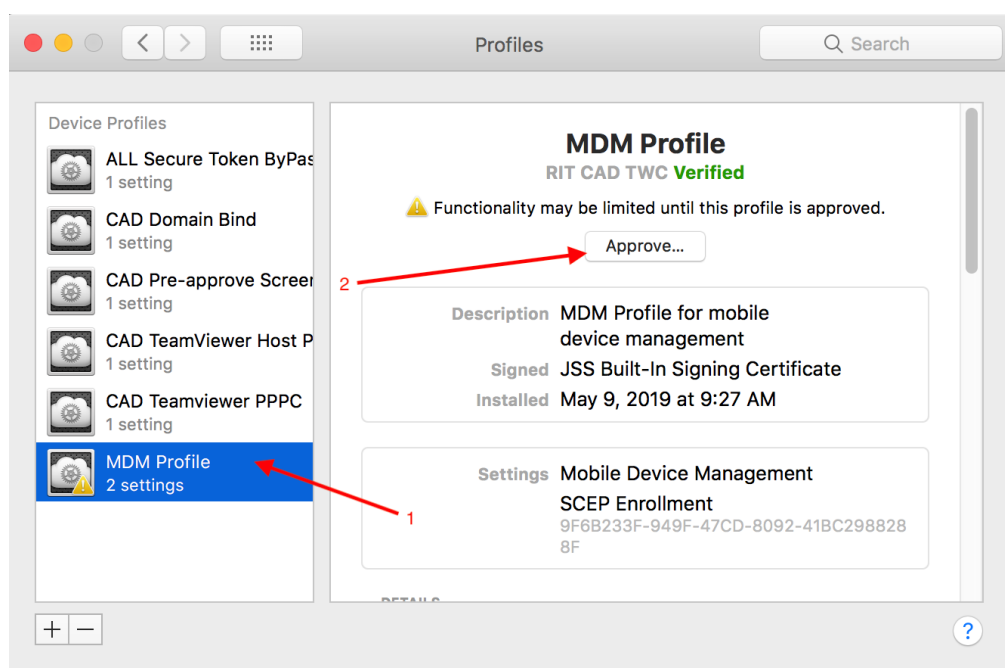 Profiles
Search
Device Profiles
ALL Secure Token ByPas
1 setting
CAD Domain Bind
1 setting
CAD Pre-approve Screen
1 setting
CAD TeamViewer Host P
1 setting
CAD Teamviewer PPPC
1 setting
MDM Profile
2 settings
1
MDM Profile
RIT CAD TWC Verified
Functionality may be limited until this profile is approved.
Approve...
2
Description MDM Profile for mobile
device management
Signed JSS Built-In Signing Certificate
Installed May 9, 2019 at 9:27 AM
Settings Mobile Device Management
SCEP Enrollment
9F6B233F-949F-47CD-8092-41BC298828
8F
DETAILS
+ −
?